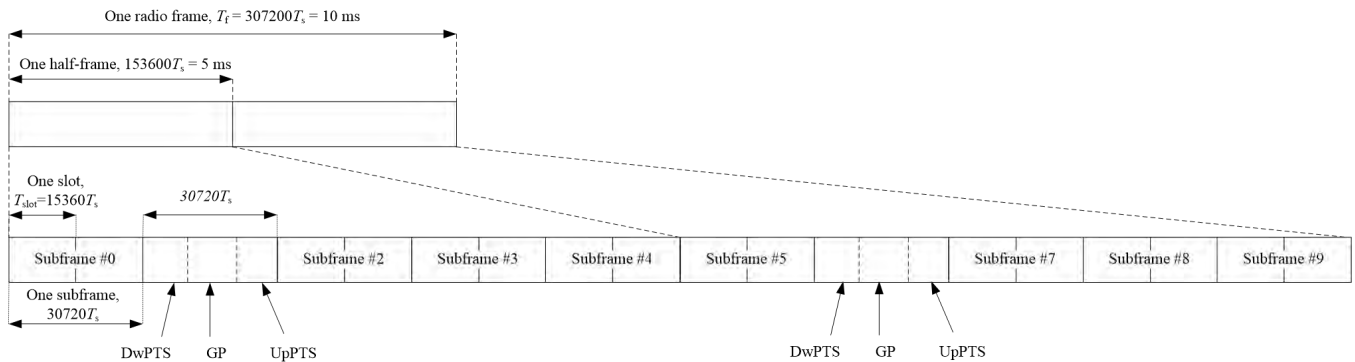 One radio frame, Tf = 307200Ts = 10 ms
One half-frame, 153600Ts = 5 ms
One slot,
Tslot=15360Ts
30720Ts
Subframe #0
Subframe #2
Subframe #3
Subframe #4
Subframe #5
Subframe #7
Subframe #8
Subframe #9
One subframe,
30720Ts
DwPTS
GP
UpPTS
DwPTS
GP
UpPTS